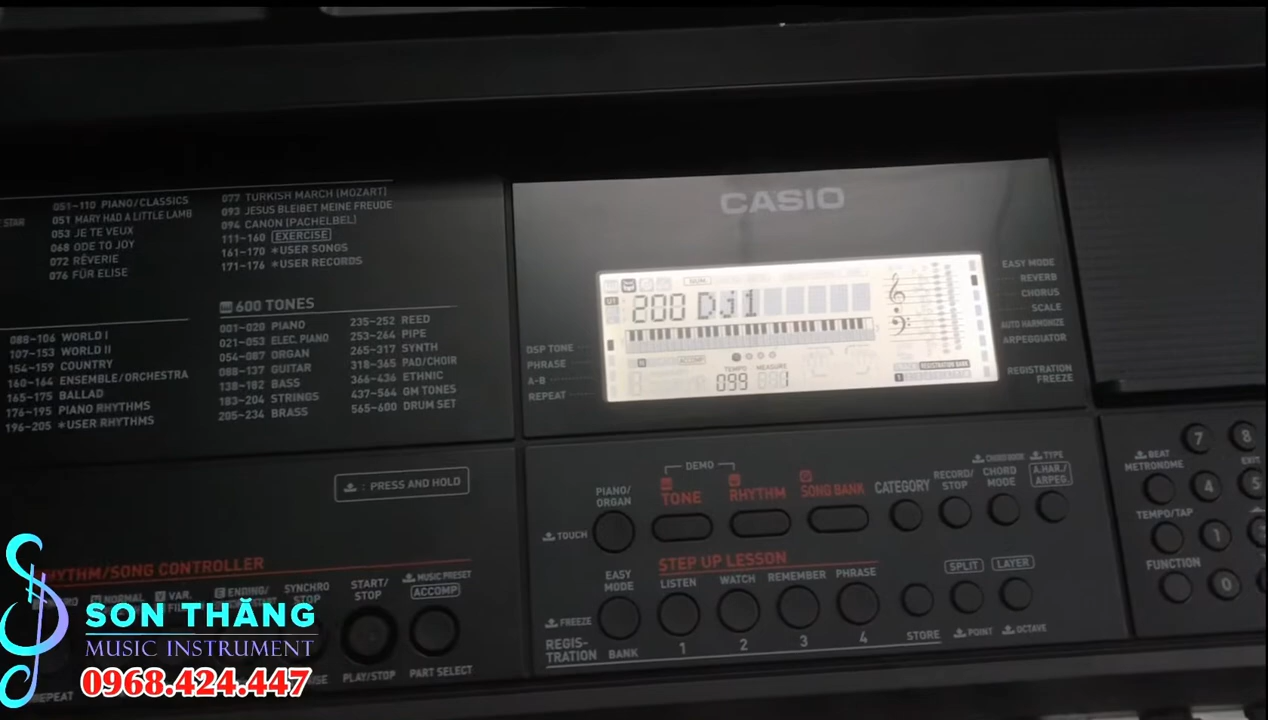 051-110 PIANO/CLASSICS
051 MARY HAD A LITTLE LAMB
053 JE TE VEUX
068 ODE TO JOY
072 RÊVERIE
076 FÜR ELISE
077 TURKISH MARCH [MOZART]
093 JESUS BLEIBET MEINE FREUDE
094 CANON [PACHELBEL]
111-160 EXERCISE
161-170 *USER SONGS
171-176 *USER RECORDS
088-106 WORLD I
107-153 WORLD II
154-159 COUNTRY
160-164 ENSEMBLE/ORCHESTRA
165-175 BALLAD
176-195 PIANO RHYTHMS
196-205 *USER RHYTHMS
600 TONES
001-020 PIANO
021-053 ELEC.PIANO
054-087 ORGAN
088-137 GUITAR
138-182 BASS
183-204 STRINGS
205-234 BRASS
235-252 REED
253-264 PIPE
265-317 SYNTH
318-365 PAD/CHOIR
366-436 ETHNIC
437-564 GM TONES
565-600 DRUM SET
CASIO
200 DJ1
TEMPO MEASURE
099 1
DSP TONE
PHRASE
A-B
REPEAT
EASY MODE
REVERB
CHORUS
SCALE
AUTO HARMONIZE
ARPEGGIATOR
REGISTRATION
FREEZE
: PRESS AND HOLD
DEMO
PIANO/
ORGAN
TONE
RHYTHM
SONG BANK
CATEGORY
RECORD/
STOP
CHORD
MODE
TYPE
A.HAR./
ARPEG.
TOUCH
BEAT
METRONOME
TEMPO/TAP
FUNCTION
7
8
4
5
1
0
STEP UP LESSON
EASY
MODE
LISTEN
WATCH
REMEMBER
PHRASE
SPLIT
LAYER
FREEZE
REGIS-
TRATION
BANK
1
2
3
4
STORE
POINT
OCTAVE
HYTHM/SONG CONTROLLER
NORMAL
VAR.
ENDING/
SYNCHRO
STOP
START/
STOP
MUSIC PRESET
ACCOMP
PLAY/STOP
PART SELECT
SON THĂNG
MUSIC INSTRUMENT
0968.424.447